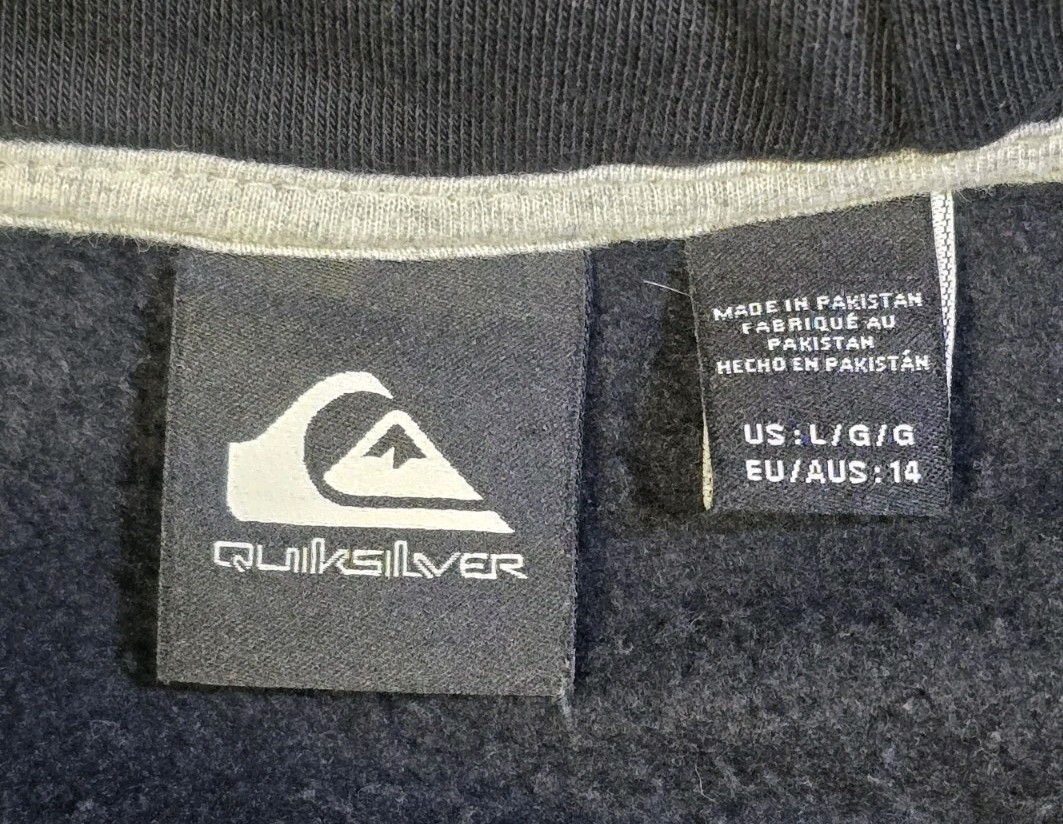 QUIKSILVER
MADE IN PAKISTAN
FABRIQUÉ AU
PAKISTAN
HECHO EN PAKISTÁN
US:L/G/G
EU/AUS:14